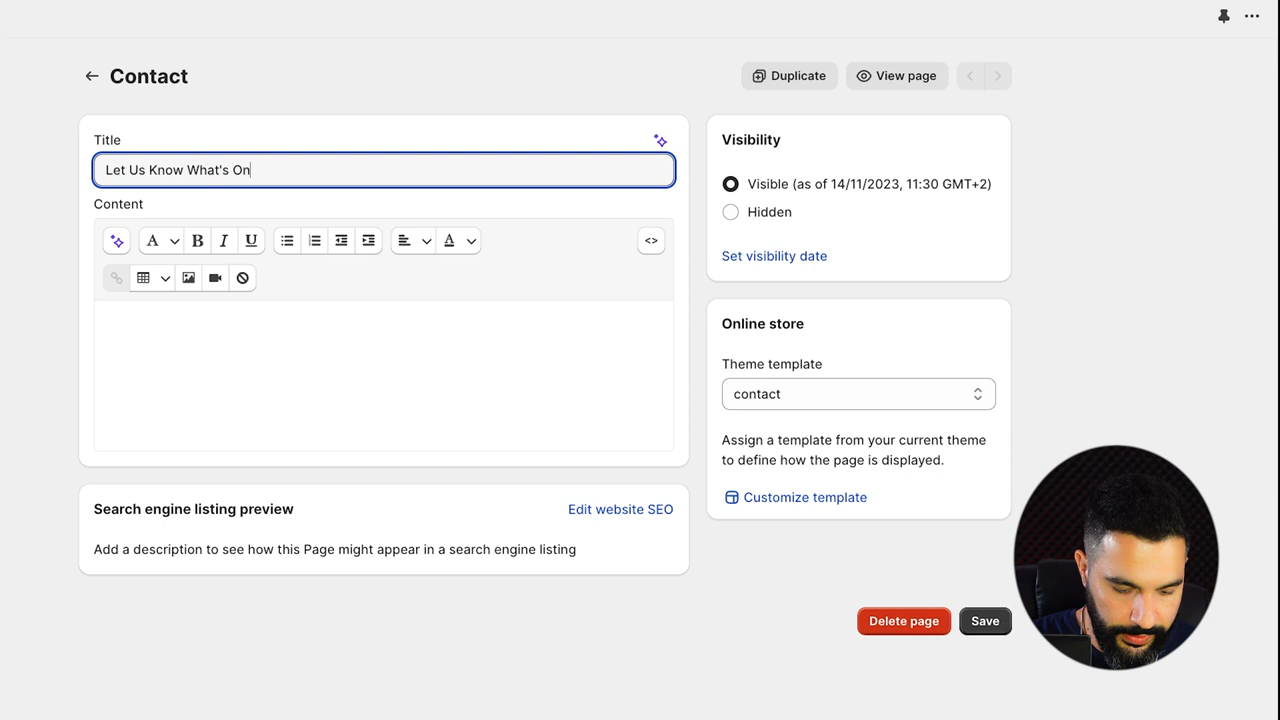 Contact
Duplicate
View page
Title
Let Us Know What's On
Content
A
B
I
U
A
<>
Search engine listing preview
Edit website SEO
Add a description to see how this Page might appear in a search engine listing
Visibility
Visible (as of 14/11/2023, 11:30 GMT+2)
Hidden
Set visibility date
Online store
Theme template
contact
Assign a template from your current theme
to define how the page is displayed.
Customize template
Delete page
Save